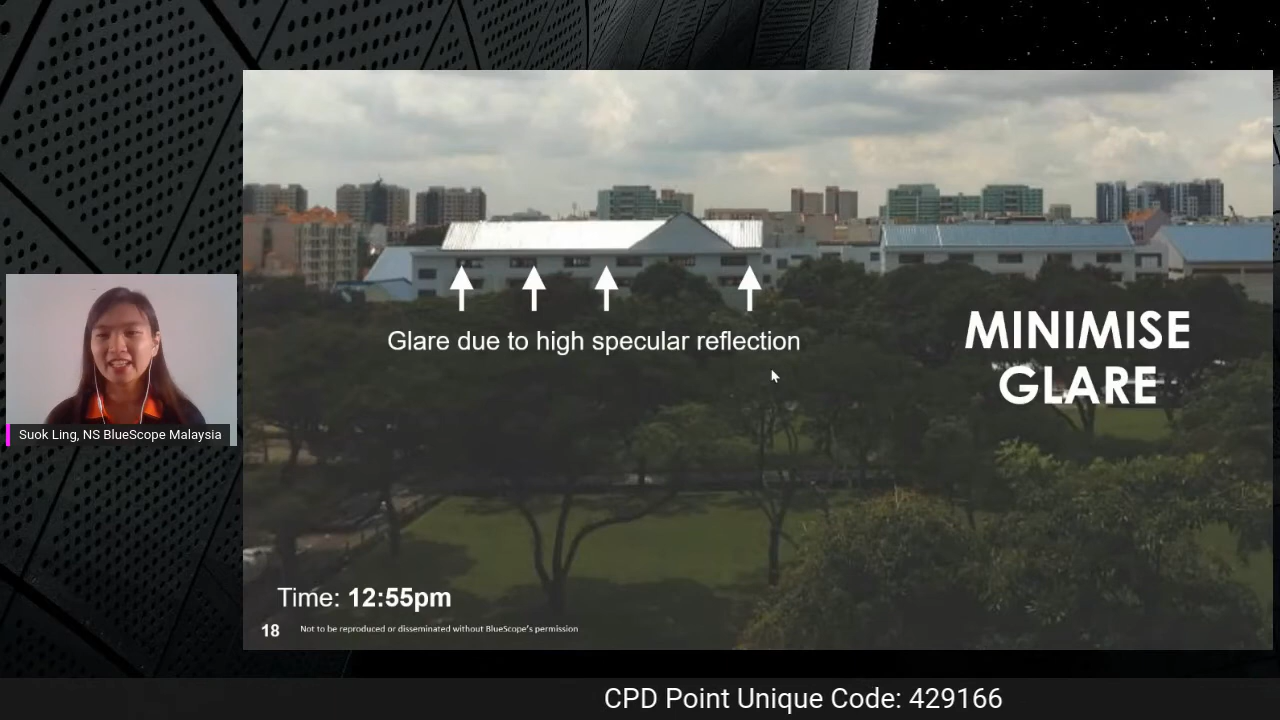 Glare due to high specular reflection
MINIMISE
GLARE
Suok Ling, NS BlueScope Malaysia
Time: 12:55pm
18 Not to be reproduced or disseminated without BlueScope's permission
CPD Point Unique Code: 429166